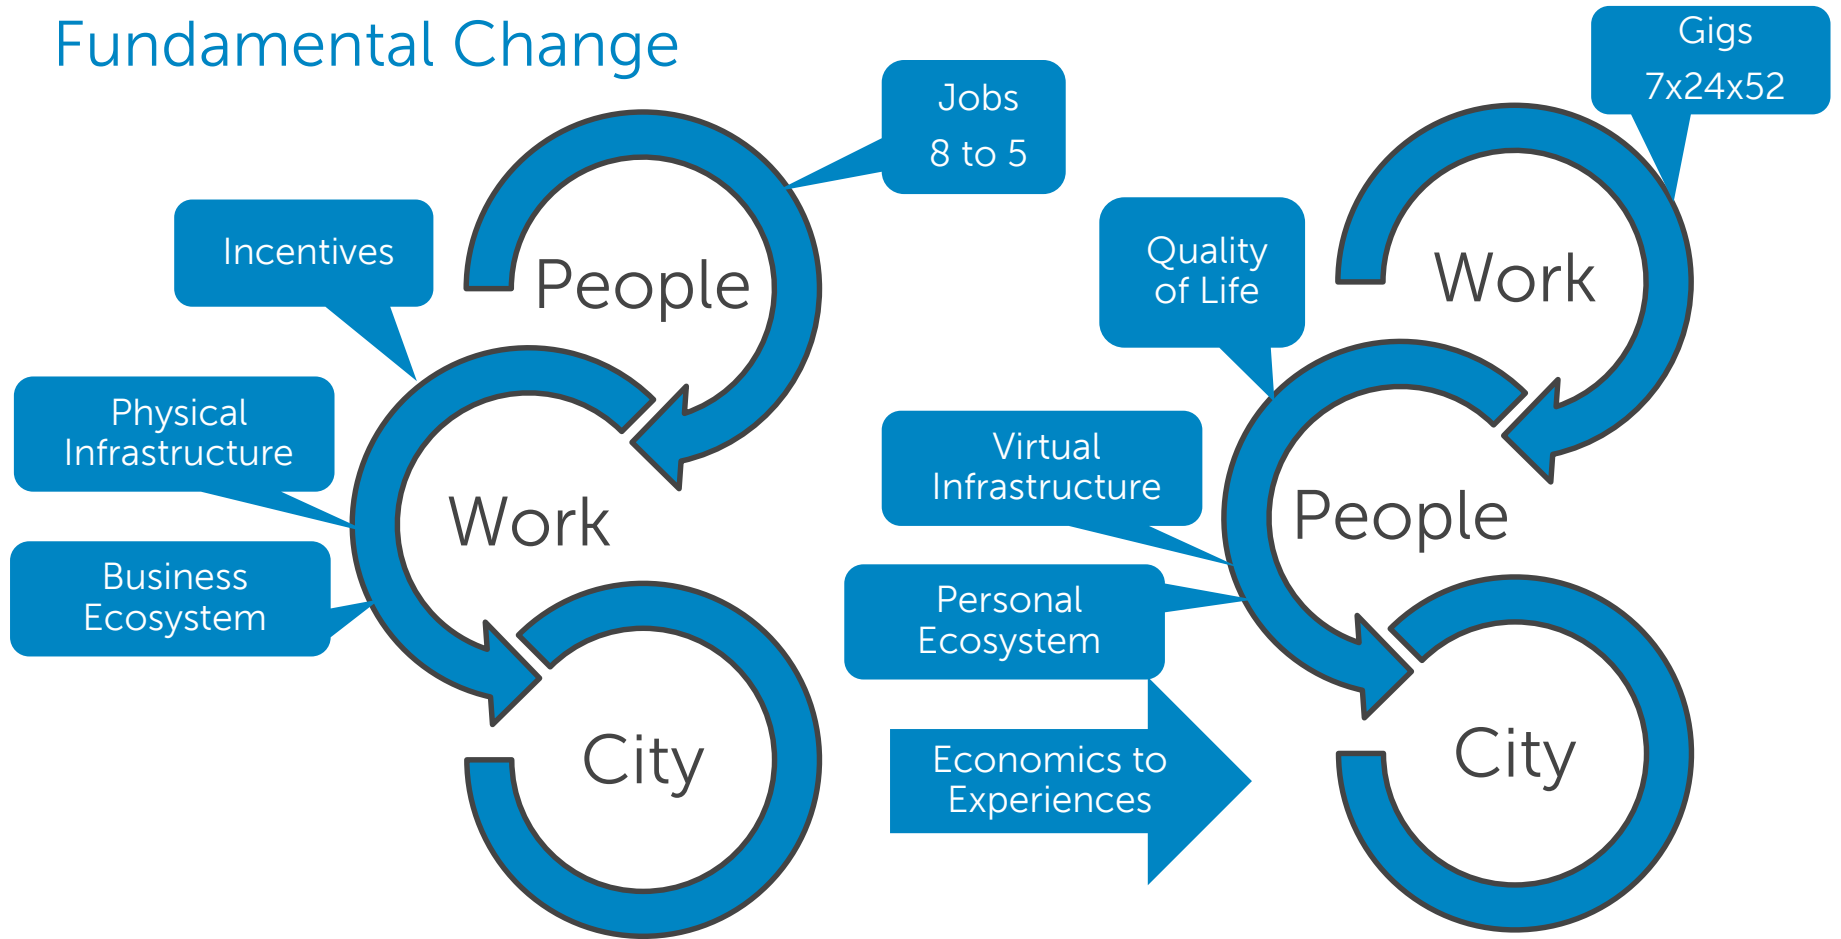 Fundamental Change
Jobs
8 to 5
Incentives
People
Physical
Infrastructure
Work
Business
Ecosystem
City
Gigs
7x24x52
Quality
of Life
Work
Virtual
Infrastructure
People
Personal
Ecosystem
Economics to
Experiences
City